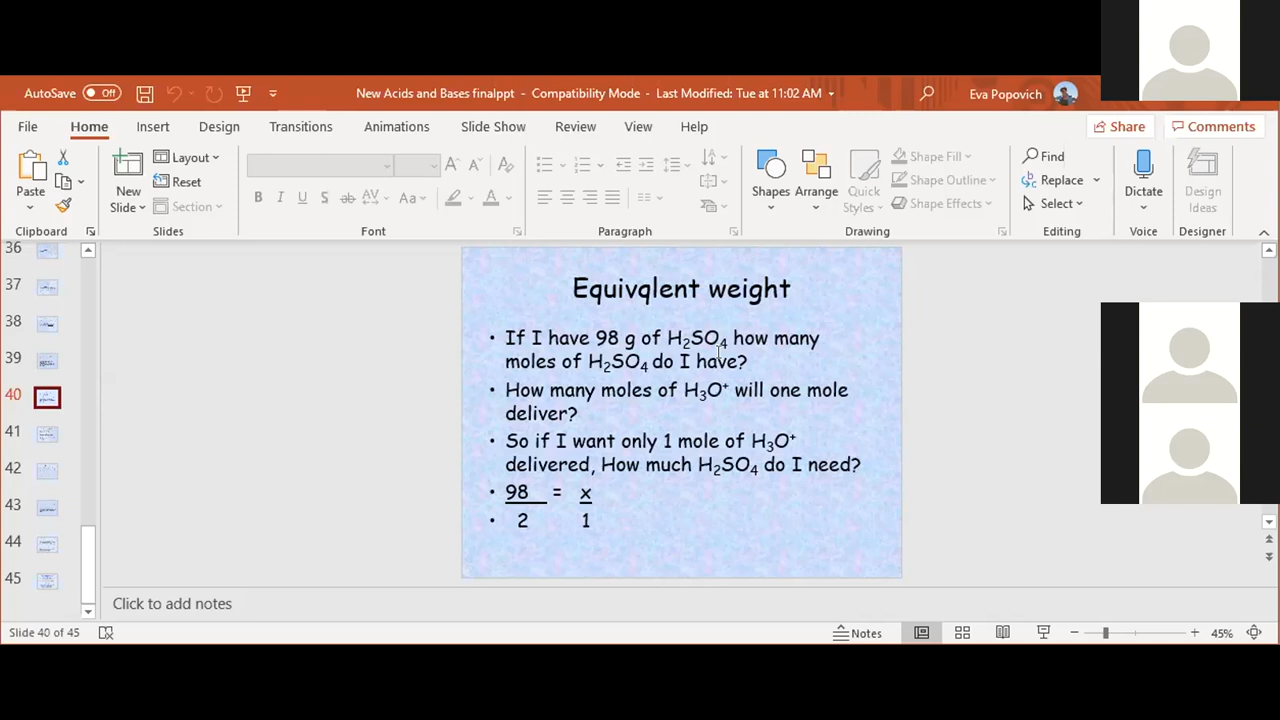 AutoSave Off New Acids and Bases finalppt - Compatibility Mode - Last Modified: Tue at 11:02 AM Eva Popovich
File Home Insert Design Transitions Animations Slide Show Review View Help Share Comments
Paste
Clipboard
New Slide
Layout
Reset
Section
Slides
B I U S ab AV Aa A
Font
Paragraph
Shapes
Arrange
Quick Styles
Shape Fill
Shape Outline
Shape Effects
Drawing
Find
Replace
Select
Editing
Dictate
Voice
Design Ideas
Designer
36
37
38
39
40
41
42
43
44
45
Equivqlent weight
• If I have 98 g of H₂SO₄ how many
moles of H₂SO₄ do I have?
• How many moles of H₃O⁺ will one mole
deliver?
• So if I want only 1 mole of H₃O⁺
delivered, How much H₂SO₄ do I need?
• 98 = x
• 2 1
Click to add notes
Slide 40 of 45 Notes 45%